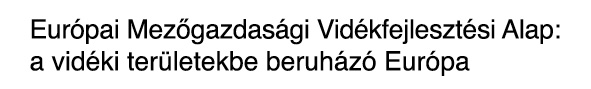 Európai Mezőgazdasági Vidékfejlesztési Alap:
a vidéki területekbe beruházó Európa